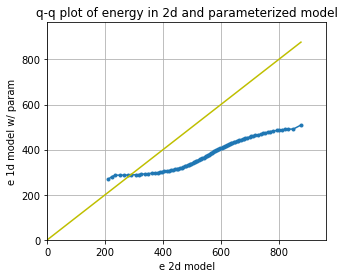 q-q plot of energy in 2d and parameterized model
e 1d model w/ param
800
600
400
200
0
0 200 400 600 800
e 2d model